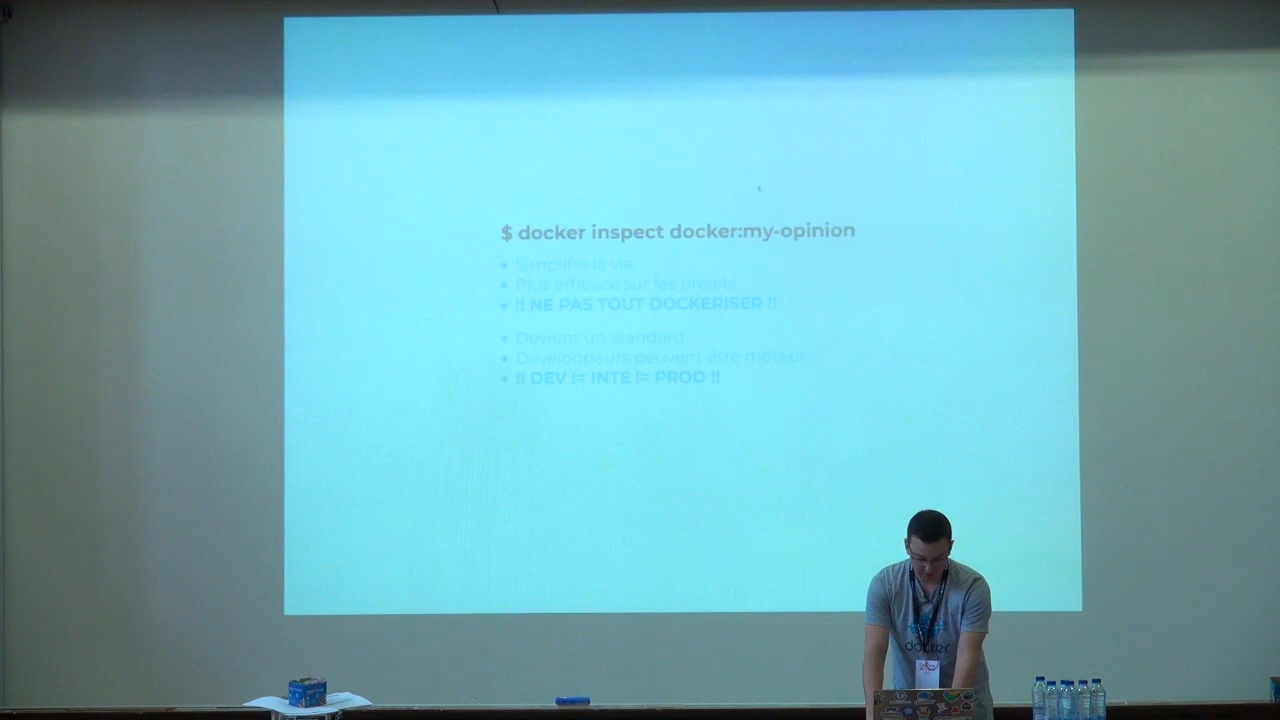 $ docker inspect docker:my-opinion
• Simplifie la vie
• Plus efficace sur les projets
• !! NE PAS TOUT DOCKERISER !!
• Devient un standard
• Développeurs peuvent être moteur
• !! DEV != INTE != PROD !!
docker